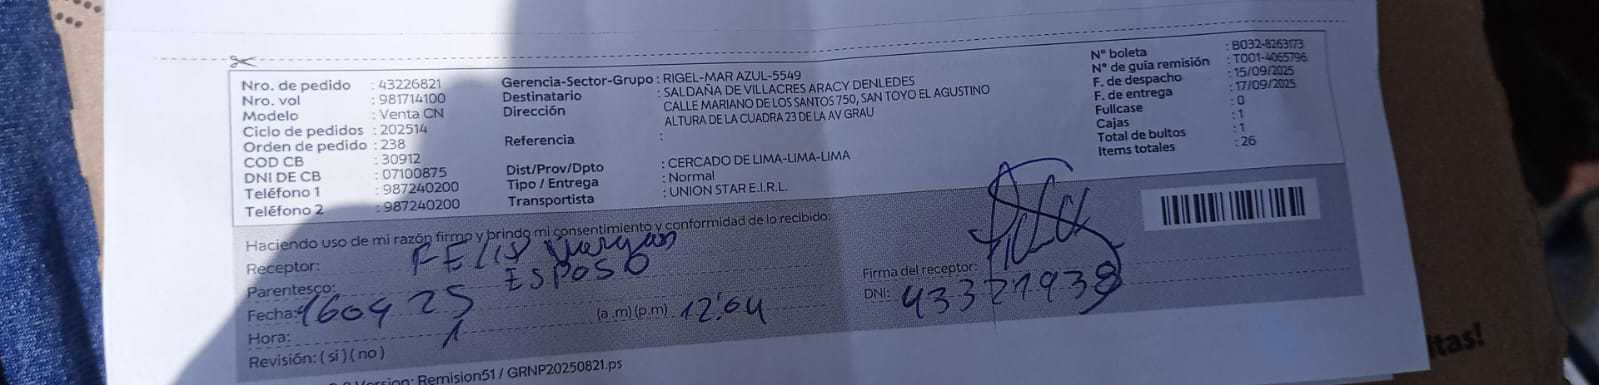 Nro. de pedido : 43226821
Nro. vol : 981714100
Modelo : Venta CN
Ciclo de pedidos : 202514
Orden de pedido : 238
COD CB : 30912
DNI DE CB : 07100875
Teléfono 1 : 987240200
Teléfono 2 : 987240200
Gerencia-Sector-Grupo : RIGEL-MAR AZUL-5549
Destinatario : SALDAÑA DE VILLACRES ARACY DENLEDES
Dirección : CALLE MARIANO DE LOS SANTOS 750, SAN TOYO EL AGUSTINO
ALTURA DE LA CUADRA 23 DE LA AV GRAU
Referencia :
Dist/Prov/Dpto : CERCADO DE LIMA-LIMA-LIMA
Tipo / Entrega : Normal
Transportista : UNION STAR E.I.R.L.
N° boleta : B032-8263173
N° de guía remisión : T001-4065796
F. de despacho : 15/09/2025
F. de entrega : 17/09/2025
Fullcase : 0
Cajas : 1
Total de bultos : 1
Items totales : 26
Haciendo uso de mi razón firmo y brindo mi consentimiento y conformidad de lo recibido:
Receptor: FELIX Vargas
Parentesco: ESPOSO
Fecha: 160925
Hora: (a .m) (p.m) 12:04
Revisión: ( si ) ( no )
Firma del receptor:
DNI: 43321938
Version: Remision51 / GRNP20250821.ps
ltas!